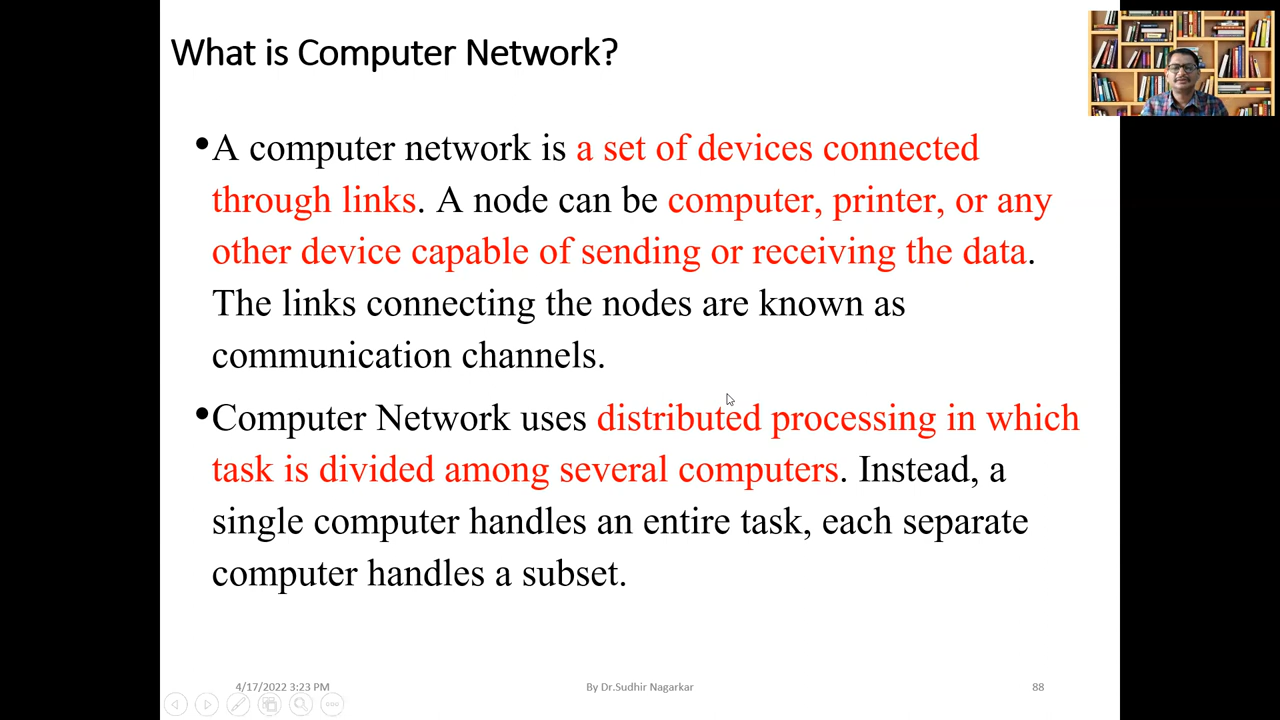 What is Computer Network?
•A computer network is a set of devices connected
through links. A node can be computer, printer, or any
other device capable of sending or receiving the data.
The links connecting the nodes are known as
communication channels.
•Computer Network uses distributed processing in which
task is divided among several computers. Instead, a
single computer handles an entire task, each separate
computer handles a subset.
4/17/2022 3:23 PM
By Dr.Sudhir Nagarkar
88